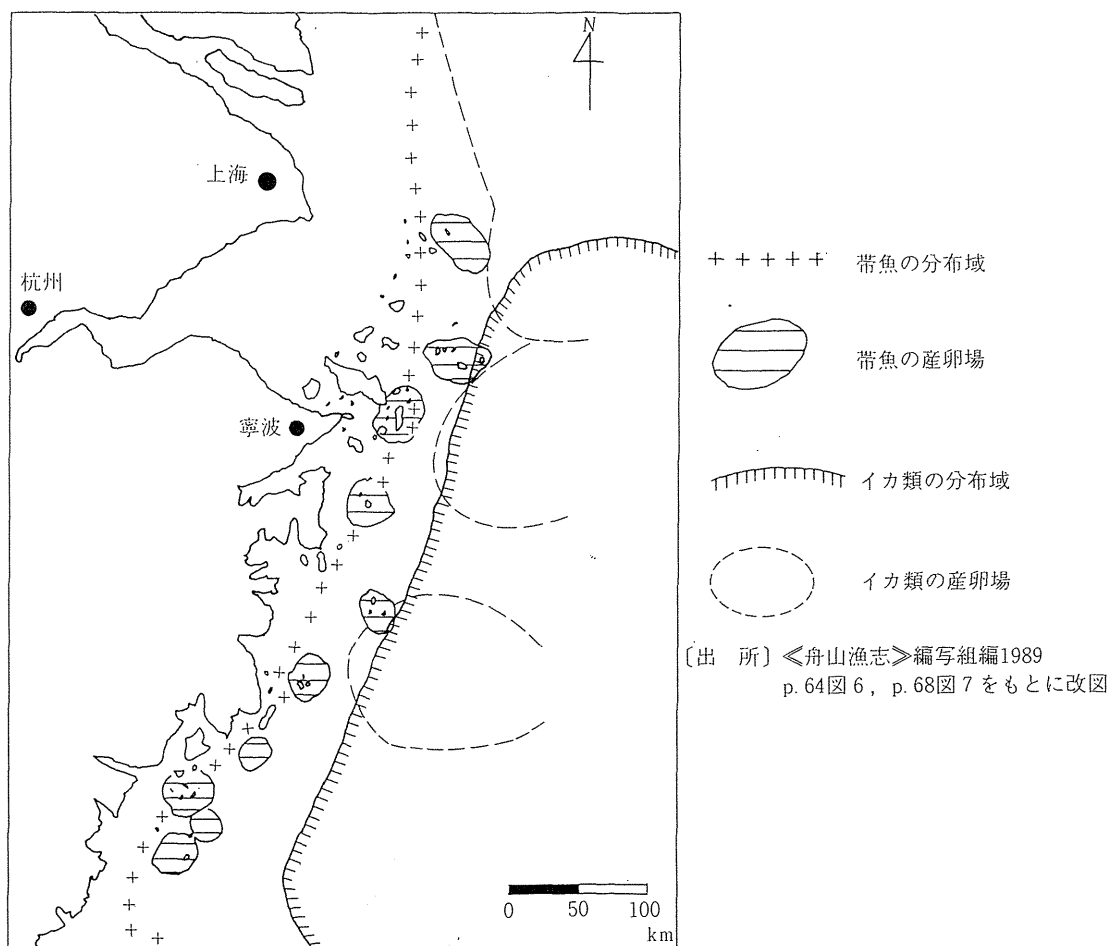 N
上海
杭州
寧波
0 50 100
km
帯魚の分布域
帯魚の産卵場
イカ類の分布域
イカ類の産卵場
〔出 所〕≪舟山漁志≫編写組編1989
p.64図6，p.68図7をもとに改図